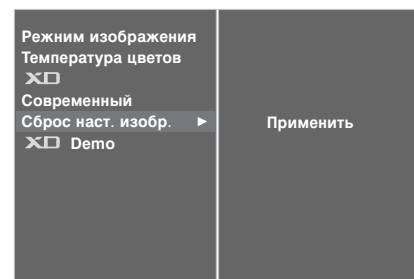 Режим изображения
Температура цветов
XD
Современный
Сброс наст. изобр. ►
Применить
XD Demo